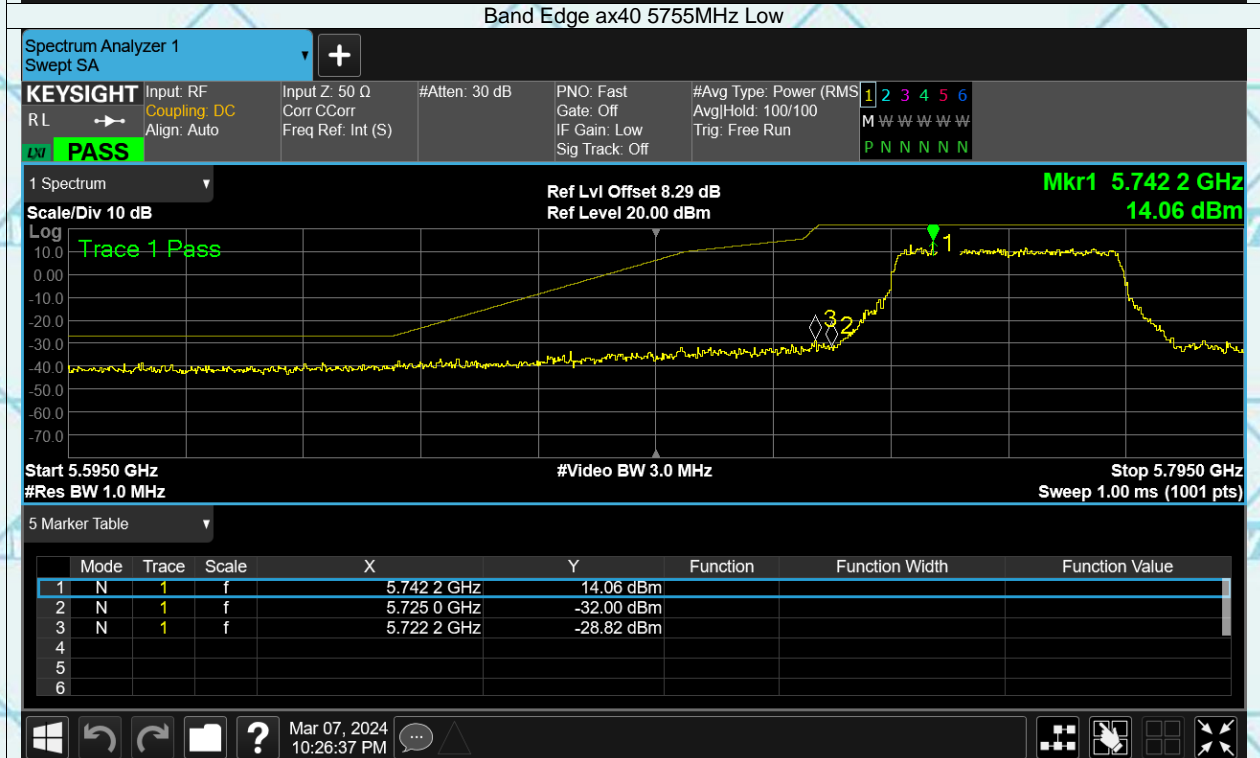 Band Edge ax40 5755MHz Low
Spectrum Analyzer 1
Swept SA
+
KEYSIGHT
R L
LXI PASS
Input: RF
Coupling: DC
Align: Auto
Input Z: 50 Ω
Corr CCorr
Freq Ref: Int (S)
#Atten: 30 dB
PNO: Fast
Gate: Off
IF Gain: Low
Sig Track: Off
#Avg Type: Power (RMS
Avg|Hold: 100/100
Trig: Free Run
1 2 3 4 5 6
M W W W W W
P N N N N N
1 Spectrum
Scale/Div 10 dB
Ref Lvl Offset 8.29 dB
Ref Level 20.00 dBm
Mkr1 5.742 2 GHz
14.06 dBm
Log
Trace 1 Pass
10.0
0.00
-10.0
-20.0
-30.0
-40.0
-50.0
-60.0
-70.0
1
3
2
Start 5.5950 GHz
#Res BW 1.0 MHz
#Video BW 3.0 MHz
Stop 5.7950 GHz
Sweep 1.00 ms (1001 pts)
5 Marker Table
Mode Trace Scale X Y Function Function Width Function Value
1 N 1 f 5.742 2 GHz 14.06 dBm
2 N 1 f 5.725 0 GHz -32.00 dBm
3 N 1 f 5.722 2 GHz -28.82 dBm
4
5
6
?
Mar 07, 2024
10:26:37 PM